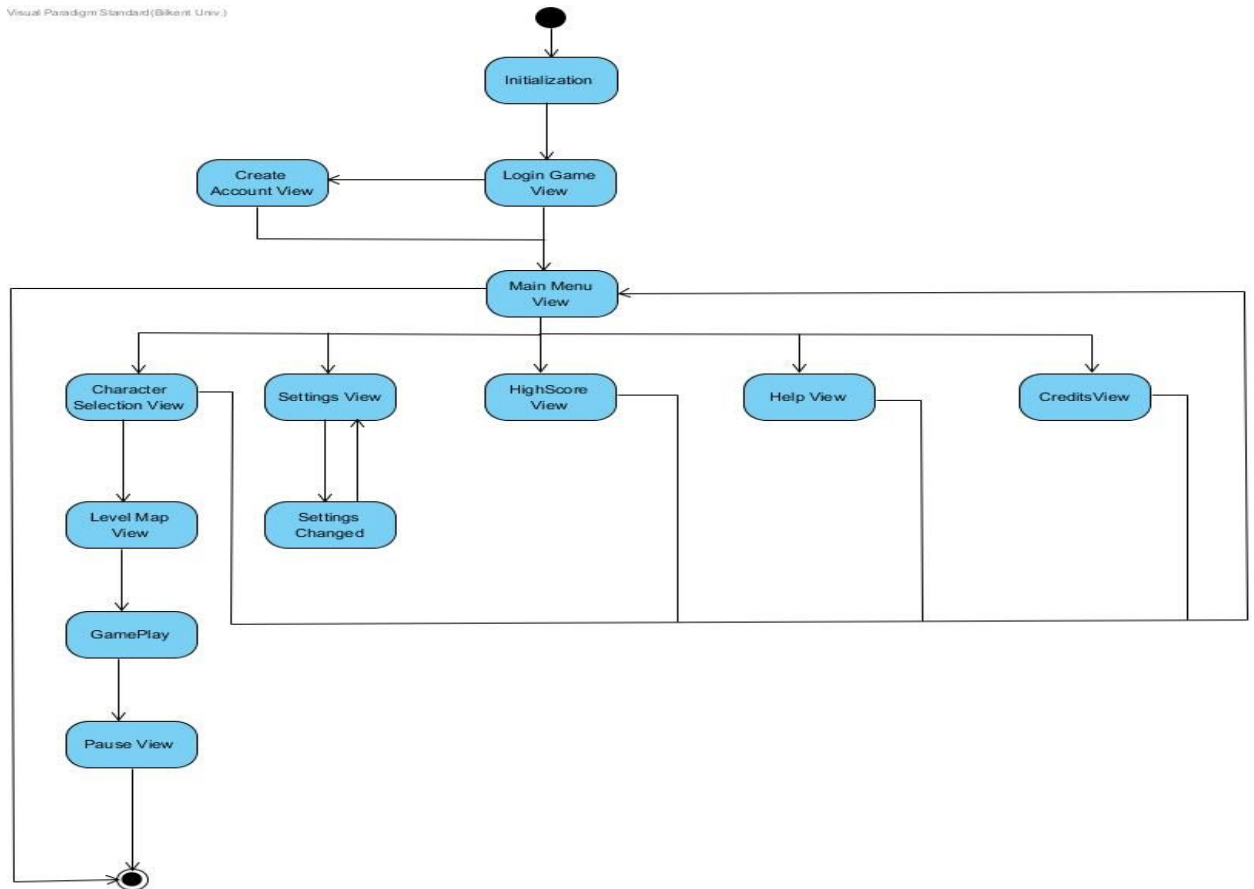 Visual Paradigm Standard(Bilkent Univ.)
Initialization
Create
Account View
Login Game
View
Main Menu
View
Character
Selection View
Settings View
HighScore
View
Help View
CreditsView
Level Map
View
Settings
Changed
GamePlay
Pause View